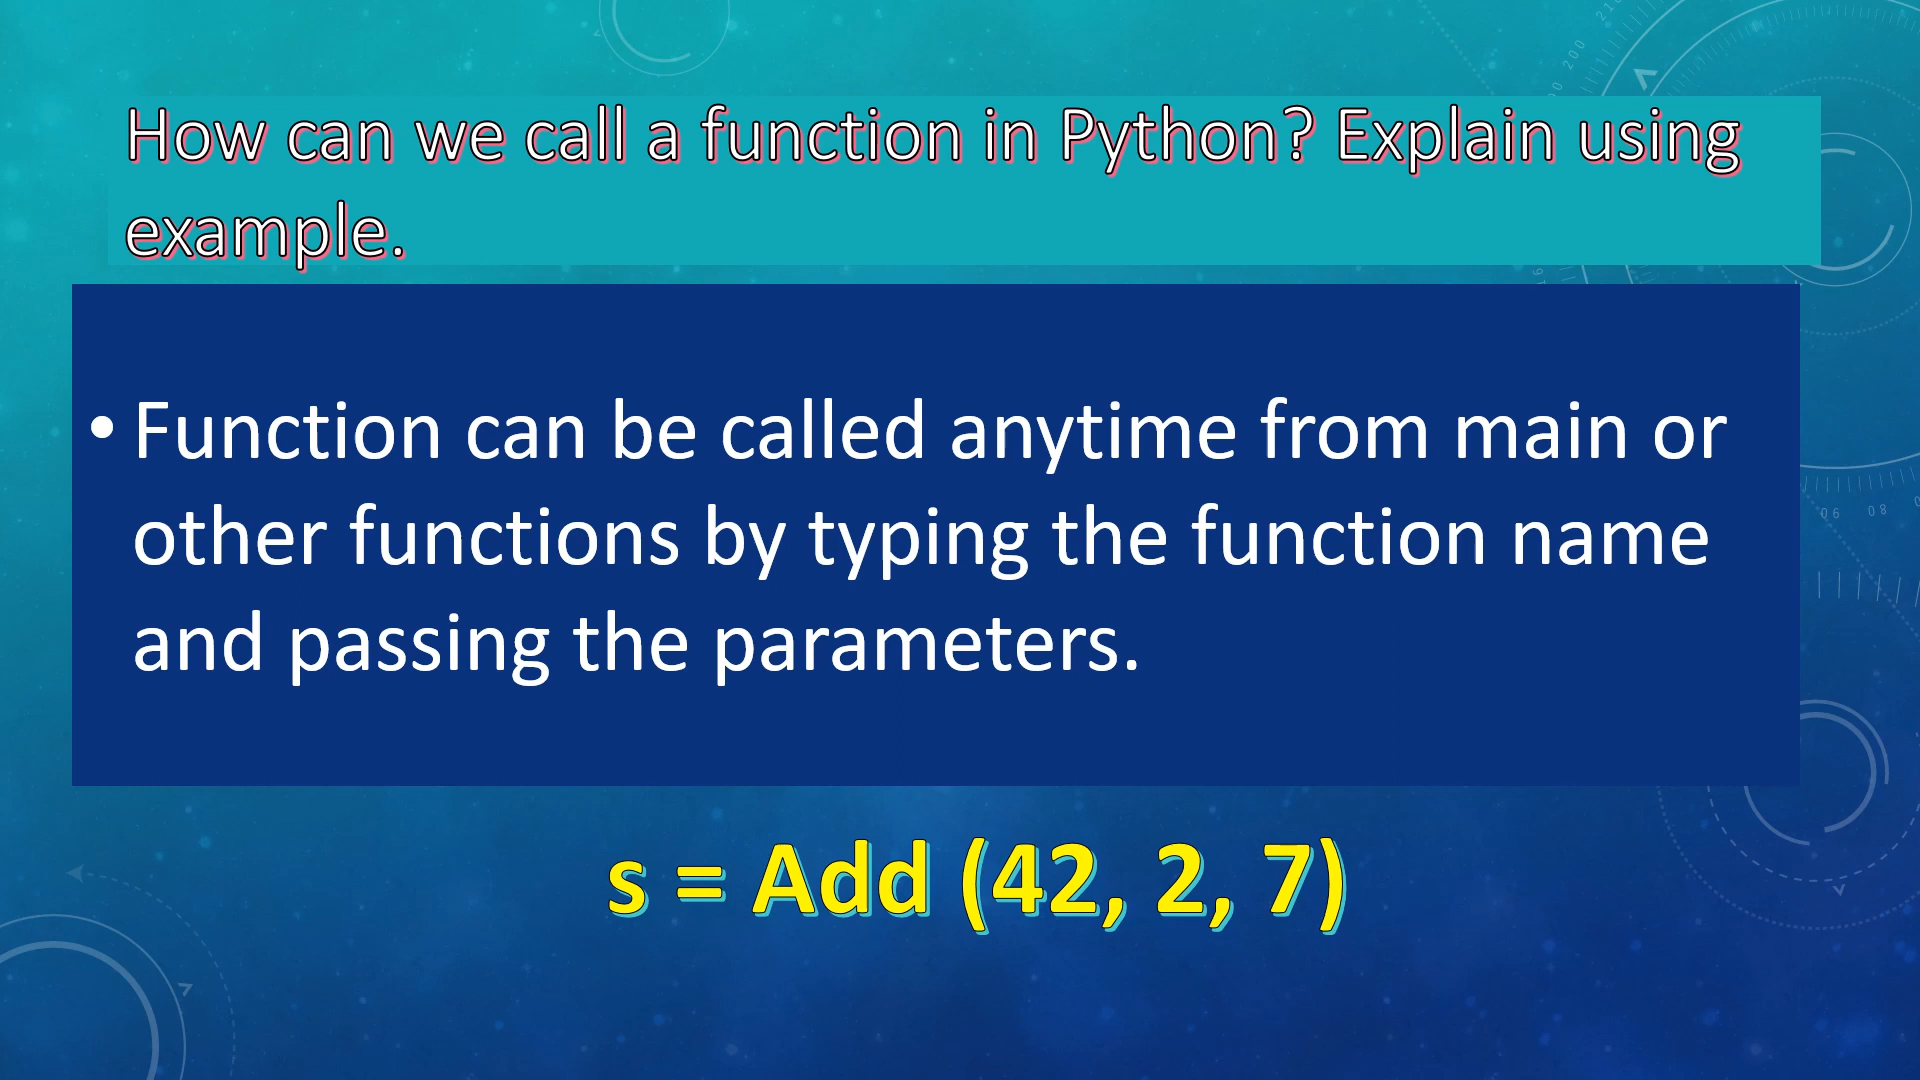 How can we call a function in Python? Explain using
example.
• Function can be called anytime from main or
other functions by typing the function name
and passing the parameters.
s = Add (42, 2, 7)